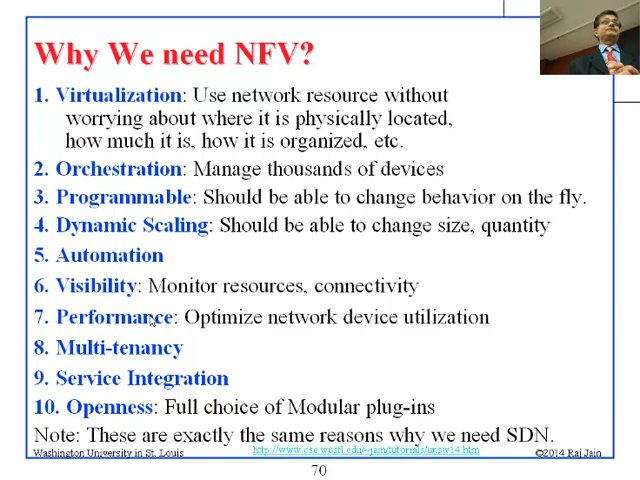 Why We need NFV?
1. Virtualization: Use network resource without
worrying about where it is physically located,
how much it is, how it is organized, etc.
2. Orchestration: Manage thousands of devices
3. Programmable: Should be able to change behavior on the fly.
4. Dynamic Scaling: Should be able to change size, quantity
5. Automation
6. Visibility: Monitor resources, connectivity
7. Performance: Optimize network device utilization
8. Multi-tenancy
9. Service Integration
10. Openness: Full choice of Modular plug-ins
Note: These are exactly the same reasons why we need SDN.
Washington University in St. Louis http://www.cse.wustl.edu/~jain/tutorials/unsw14.htm ©2014 Raj Jain
70